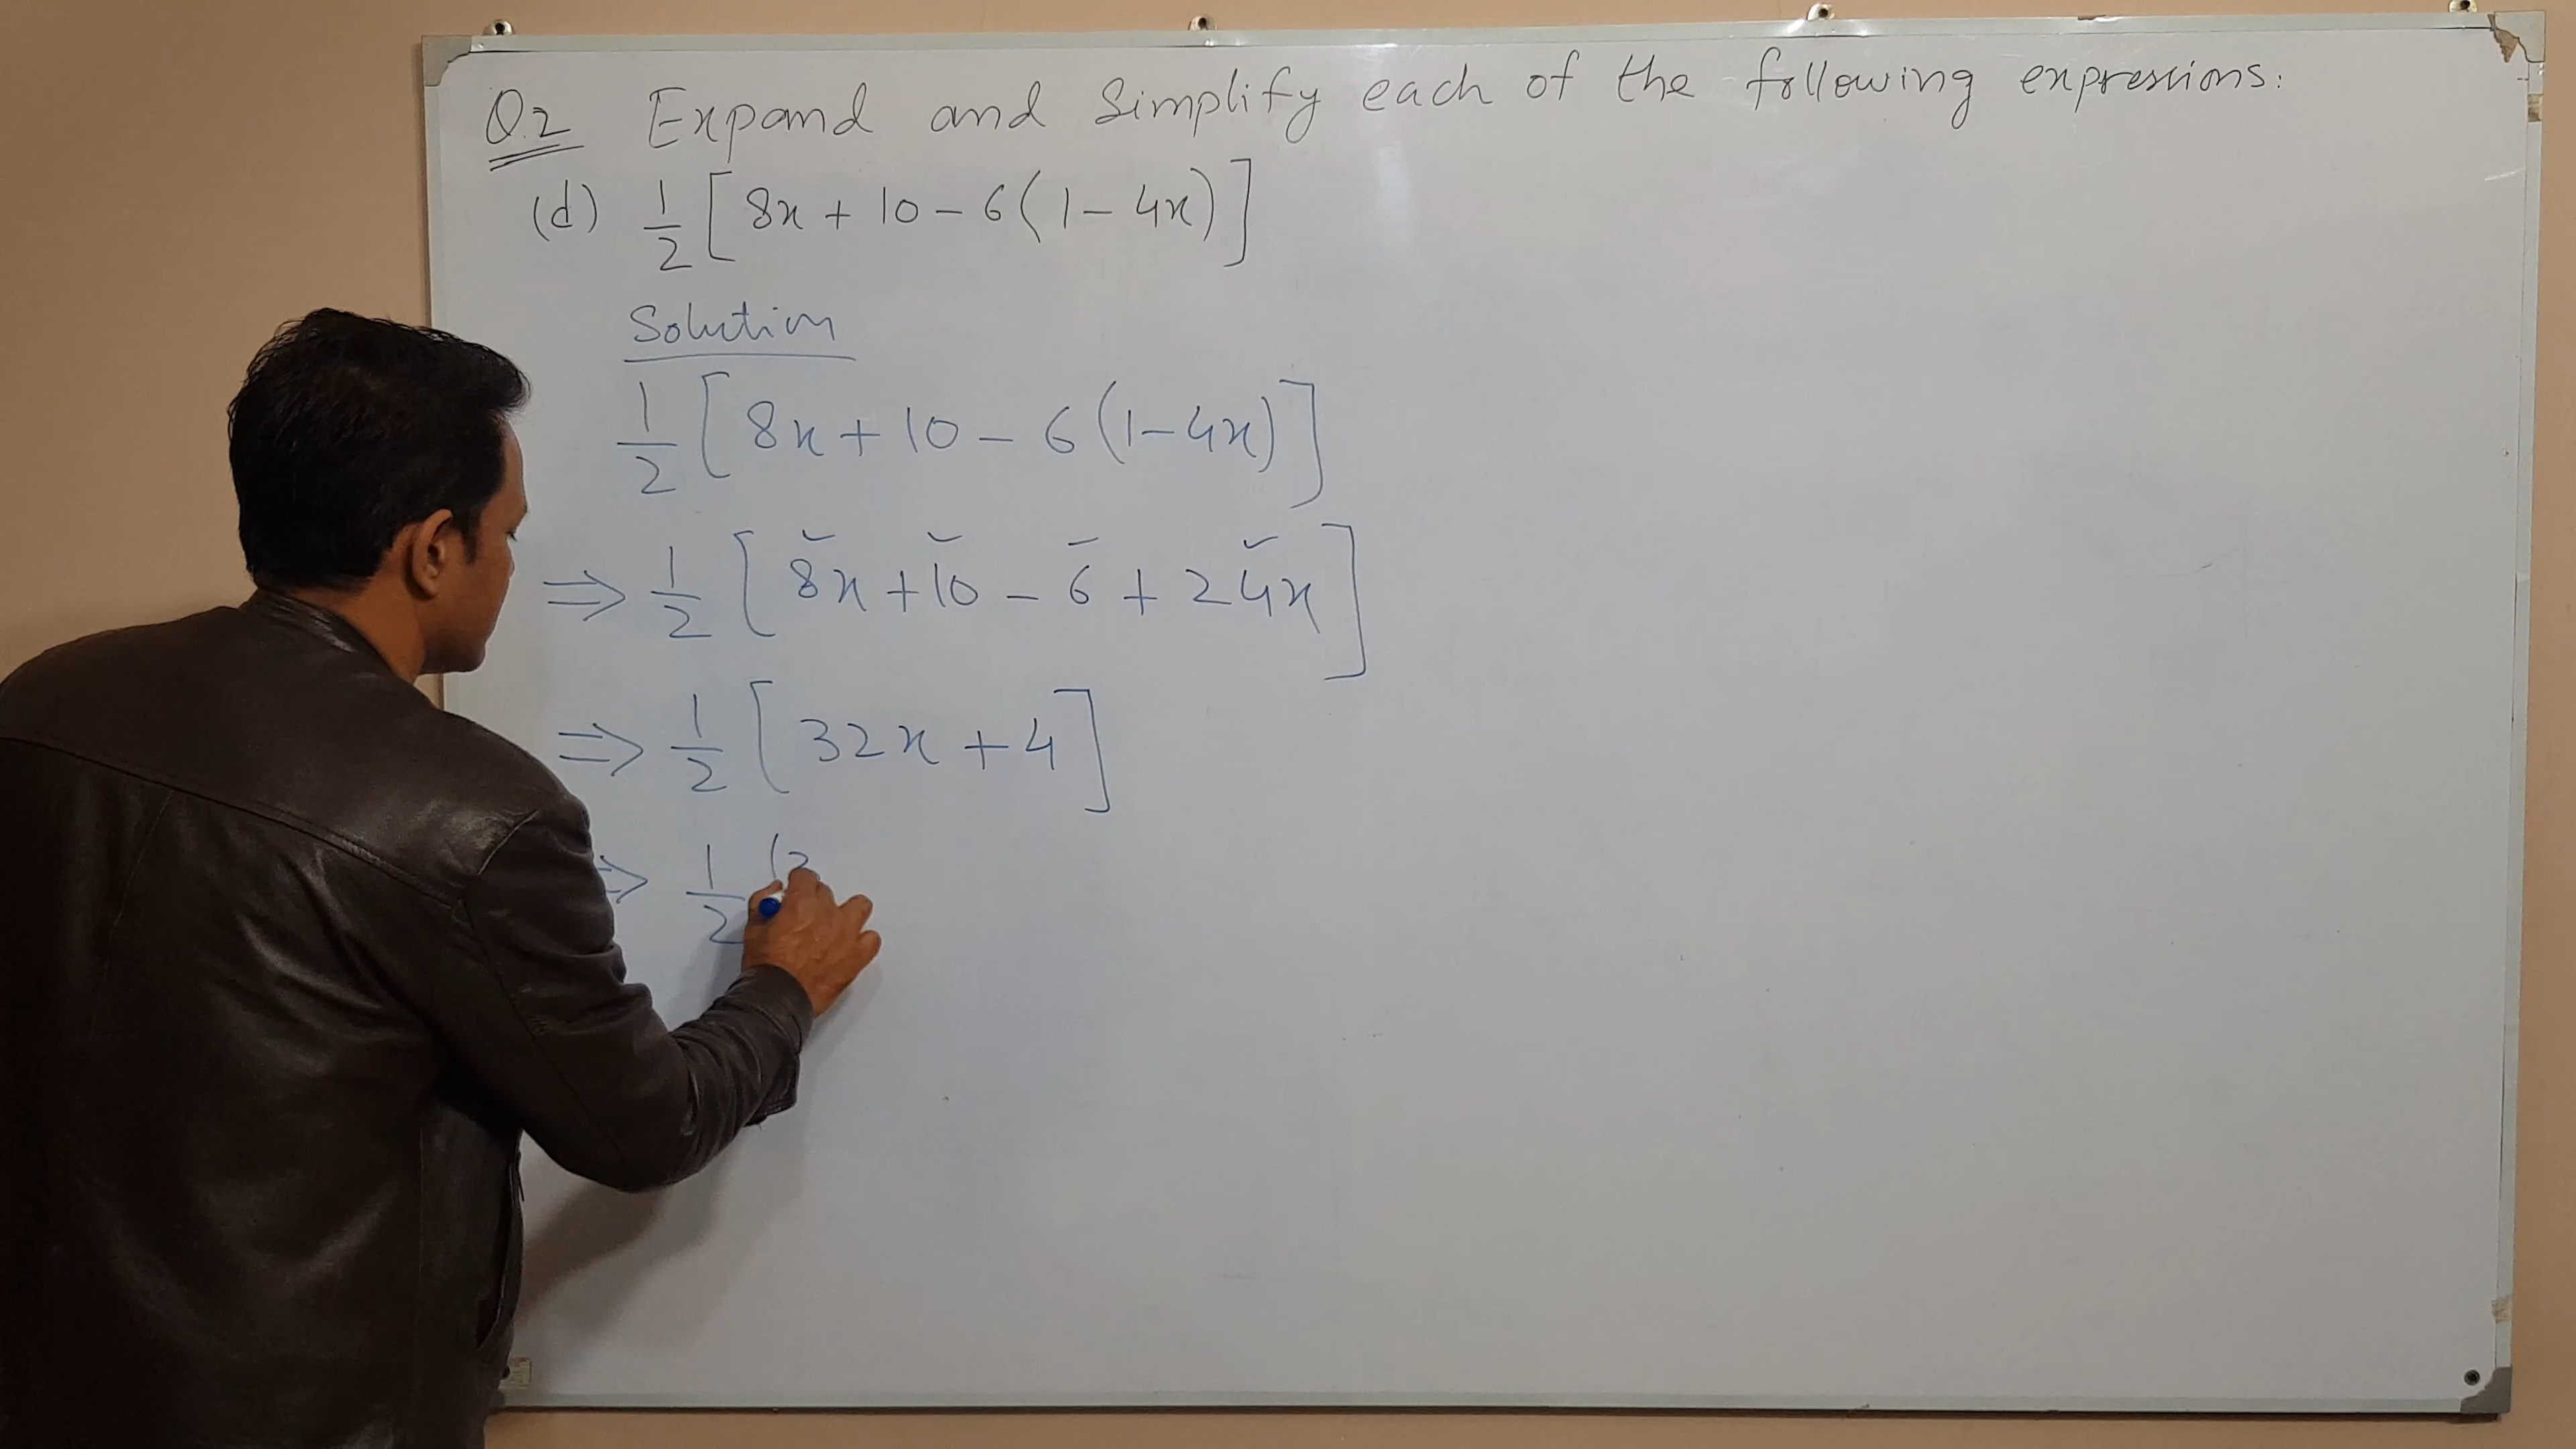 Q.2 Expand and Simplify each of the following expressions:
(d) 1/2 [8x + 10 - 6(1 - 4x)]
Solution
1/2 [8x + 10 - 6(1 - 4x)]
⇒ 1/2 [8x + 10 - 6 + 24x]
⇒ 1/2 [32x + 4]
⇒ 1/2 (3